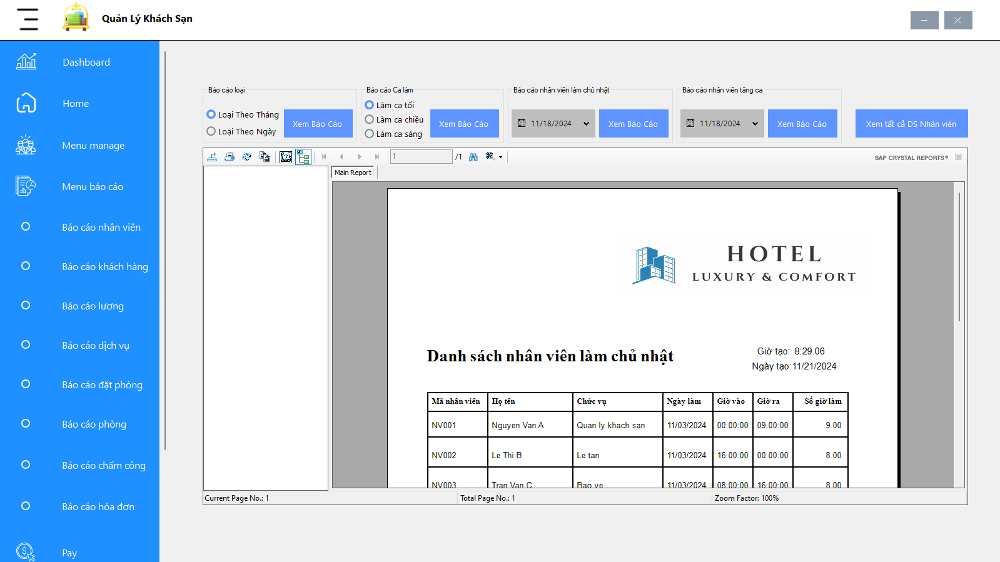 Quản Lý Khách Sạn
Dashboard
Home
Menu manage
Menu báo cáo
Báo cáo nhân viên
Báo cáo khách hàng
Báo cáo lương
Báo cáo dịch vụ
Báo cáo đặt phòng
Báo cáo phòng
Báo cáo chấm công
Báo cáo hóa đơn
Pay
Báo cáo loại
Loại Theo Tháng
Loại Theo Ngày
Xem Báo Cáo
Báo cáo Ca làm
Làm ca tối
Làm ca chiều
Làm ca sáng
Xem Báo Cáo
Báo cáo nhân viên làm chủ nhật
11/18/2024
Xem Báo Cáo
Báo cáo nhân viên tăng ca
11/18/2024
Xem Báo Cáo
Xem tất cả DS Nhân viên
1 /1
SAP CRYSTAL REPORTS®
Main Report
HOTEL
LUXURY & COMFORT
Danh sách nhân viên làm chủ nhật
Giờ tạo: 8:29.06
Ngày tạo: 11/21/2024
Mã nhân viên Họ tên Chức vụ Ngày làm Giờ vào Giờ ra Số giờ làm
NV001 Nguyen Van A Quan ly khach san 11/03/2024 00:00:00 09:00:00 9.00
NV002 Le Thi B Le tan 11/03/2024 16:00:00 00:00:00 8.00
NV003 Tran Van C Bao ve 11/03/2024 08:00:00 16:00:00 8.00
Current Page No.: 1 Total Page No.: 1 Zoom Factor: 100%